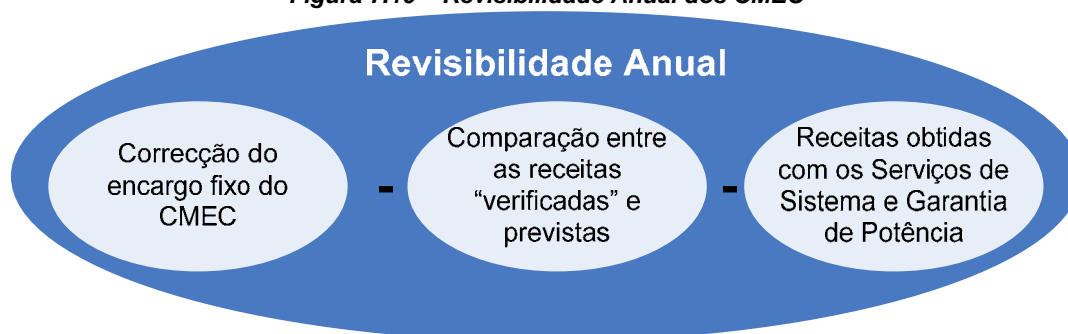 Revisibilidade Anual
Correcção do
encargo fixo do
CMEC
-
Comparação entre
as receitas
“verificadas” e
previstas
-
Receitas obtidas
com os Serviços de
Sistema e Garantia
de Potência